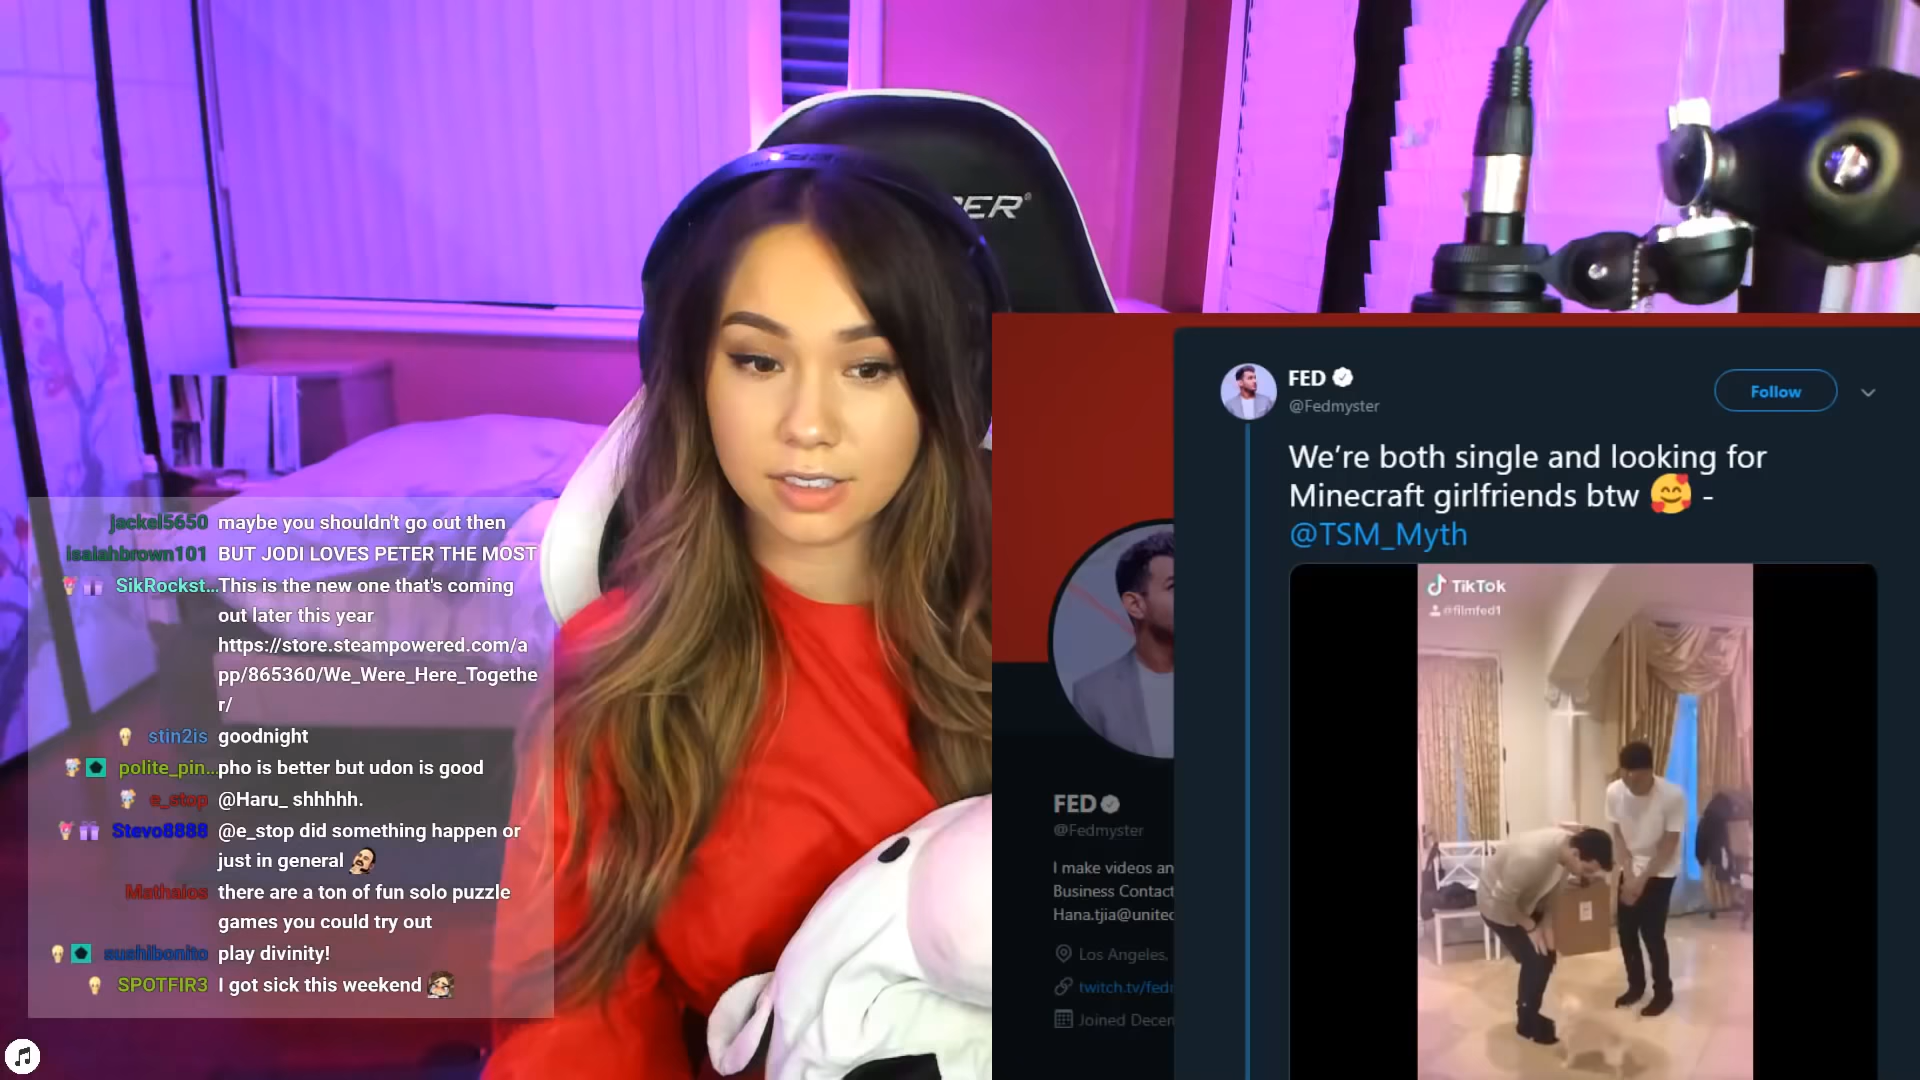 ER®
jackel5650 maybe you shouldn't go out then
isaiahbrown101 BUT JODI LOVES PETER THE MOST
SikRockst... This is the new one that's coming
out later this year
https://store.steampowered.com/a
pp/865360/We_Were_Here_Togethe
r/
stin2is goodnight
polite_pin... pho is better but udon is good
e_stop @Haru_ shhhhh.
Stevo8888 @e_stop did something happen or
just in general
Mathaios there are a ton of fun solo puzzle
games you could try out
sushibonito play divinity!
SPOTFIR3 I got sick this weekend
FED
@Fedmyster
Follow
We’re both single and looking for
Minecraft girlfriends btw 🥰 -
@TSM_Myth
TikTok
@filmfed1
FED
@Fedmyster
I make videos an
Business Contact
Hana.tjia@united
Los Angeles,
twitch.tv/fed
Joined Decem